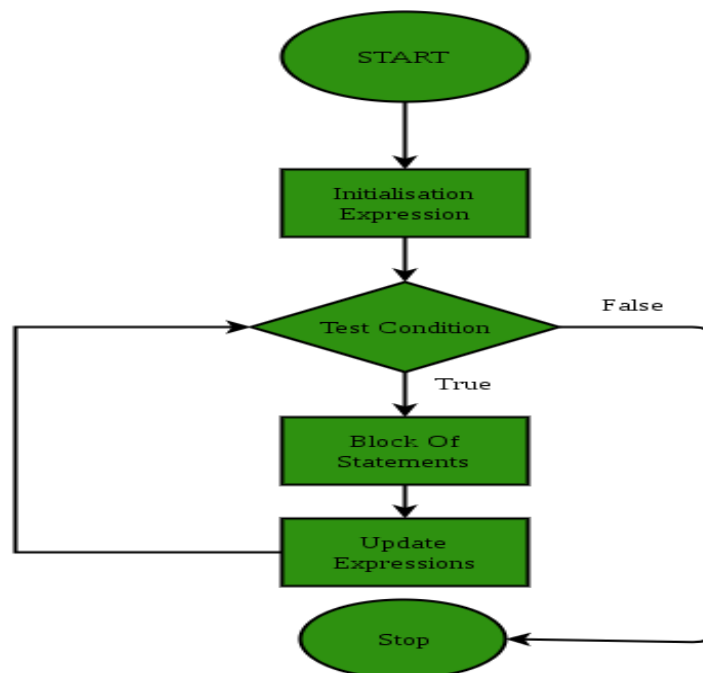 START
Initialisation
Expression
Test Condition
False
True
Block Of
Statements
Update
Expressions
Stop